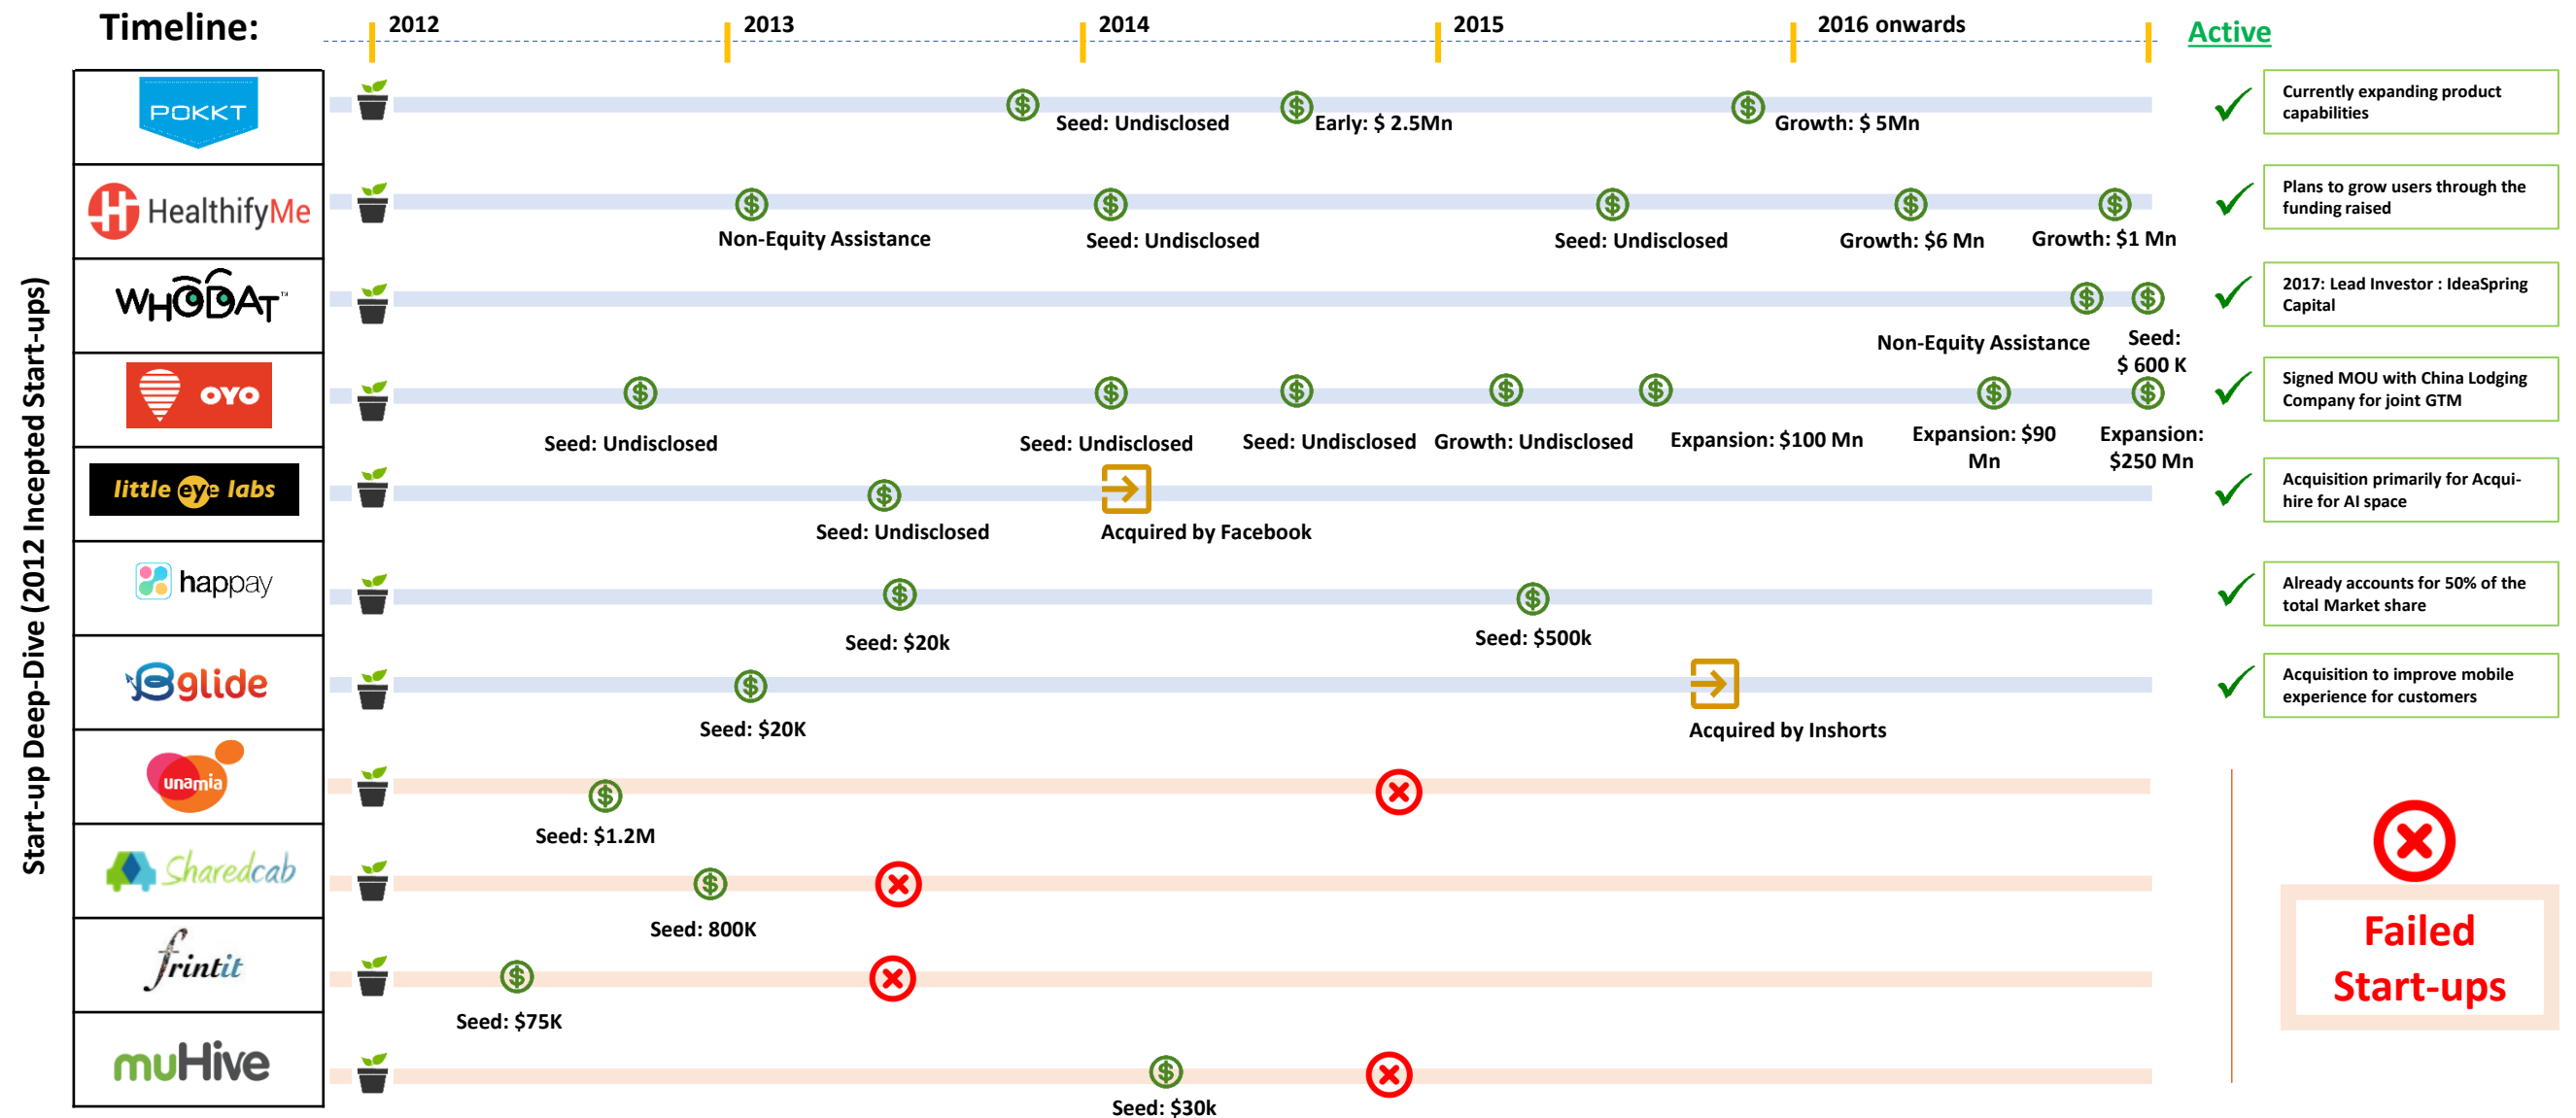 Timeline:
2012
2013
2014
2015
2016 onwards
Active
Start-up Deep-Dive (2012 Incepted Start-ups)
POKKT
Seed: Undisclosed
Early: $ 2.5Mn
Growth: $ 5Mn
Currently expanding product
capabilities
HealthifyMe
Non-Equity Assistance
Seed: Undisclosed
Seed: Undisclosed
Growth: $6 Mn
Growth: $1 Mn
Plans to grow users through the
funding raised
WHODAT™
Non-Equity Assistance
Seed:
$ 600 K
2017: Lead Investor : IdeaSpring
Capital
OYO
Seed: Undisclosed
Seed: Undisclosed
Seed: Undisclosed
Growth: Undisclosed
Expansion: $100 Mn
Expansion: $90
Mn
Expansion:
$250 Mn
Signed MOU with China Lodging
Company for joint GTM
little eye labs
Seed: Undisclosed
Acquired by Facebook
Acquisition primarily for Acqui-
hire for AI space
happay
Seed: $20k
Seed: $500k
Already accounts for 50% of the
total Market share
Bglide
Seed: $20K
Acquired by Inshorts
Acquisition to improve mobile
experience for customers
unamia
Seed: $1.2M
Sharedcab
Seed: 800K
frintit
Seed: $75K
muHive
Seed: $30k
Failed
Start-ups